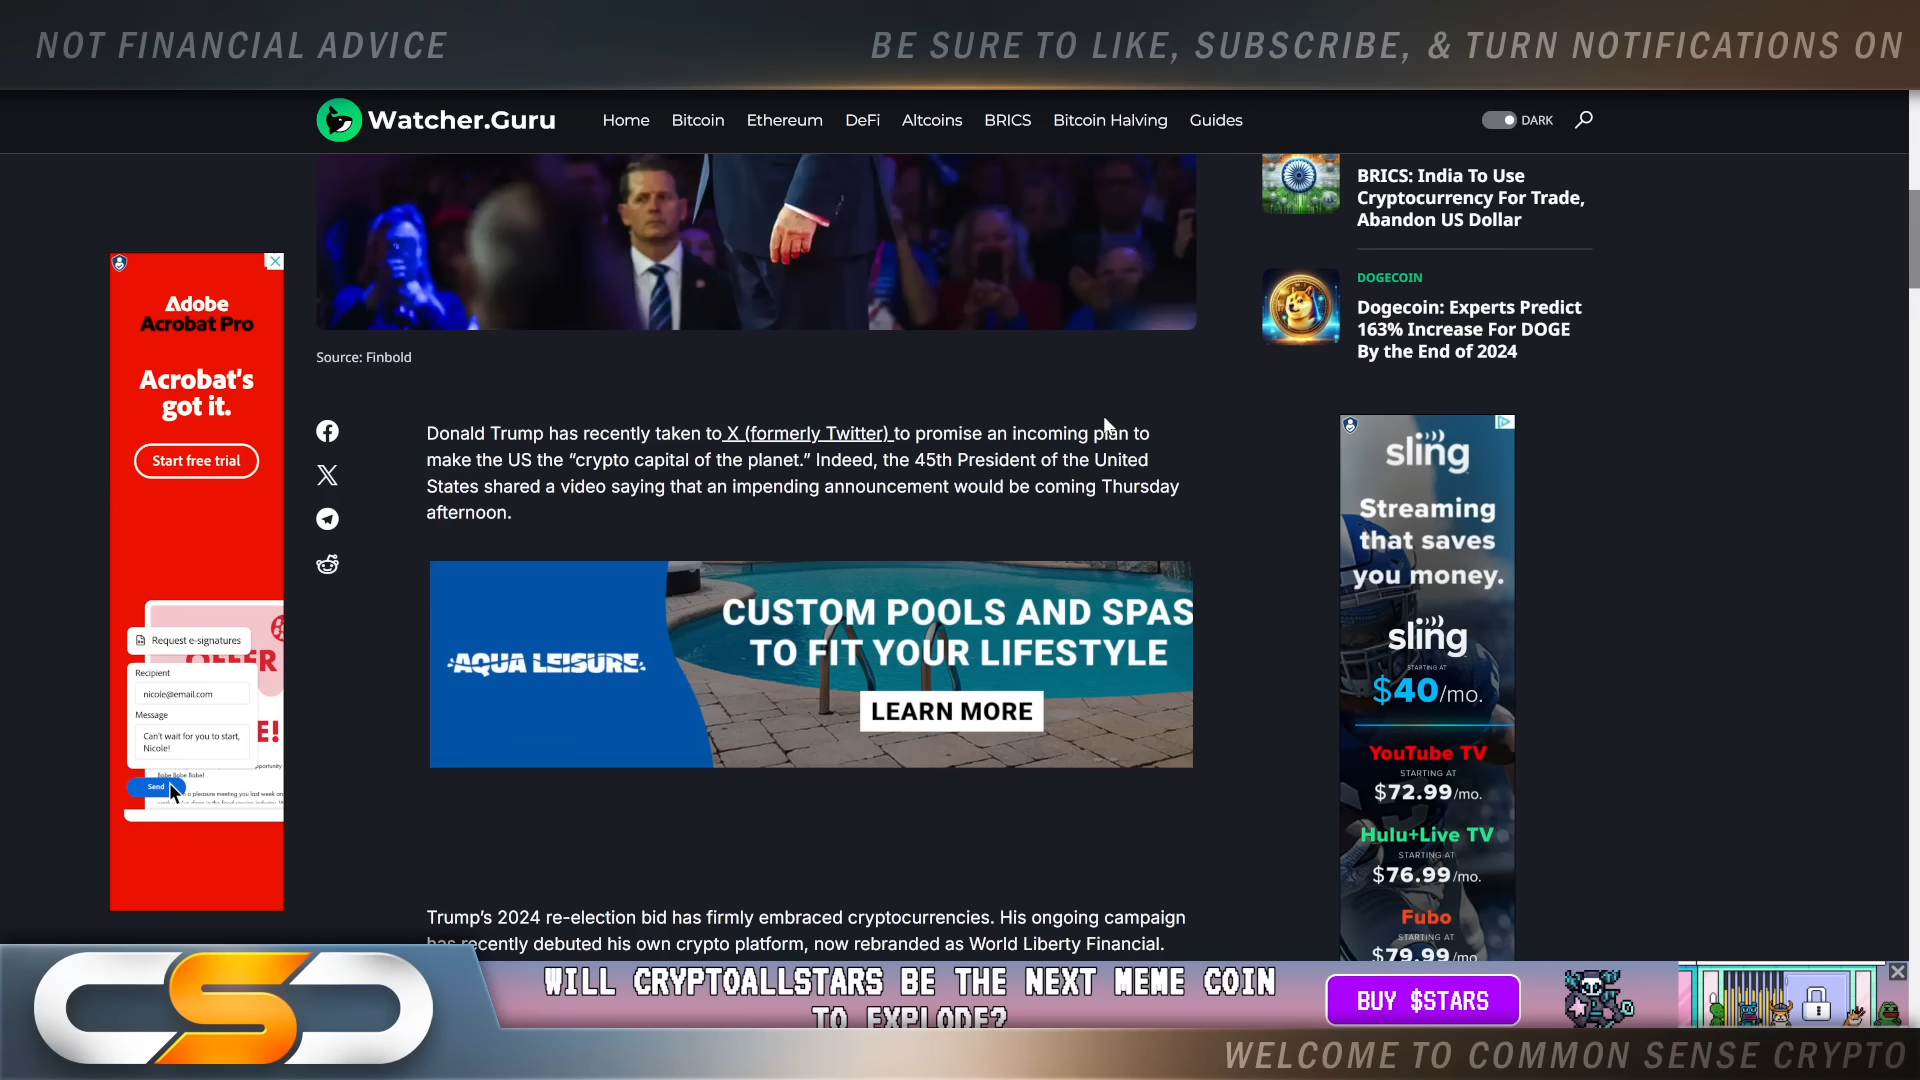 NOT FINANCIAL ADVICE
BE SURE TO LIKE, SUBSCRIBE, & TURN NOTIFICATIONS ON
Watcher.Guru
Home Bitcoin Ethereum DeFi Altcoins BRICS Bitcoin Halving Guides
DARK
BRICS: India To Use
Cryptocurrency For Trade,
Abandon US Dollar
DOGECOIN
Dogecoin: Experts Predict
163% Increase For DOGE
By the End of 2024
Source: Finbold
Adobe
Acrobat Pro
Acrobat's
got it.
Start free trial
Request e-signatures
Recipient
nicole@email.com
Message
Can't wait for you to start,
Nicole!
Send
Donald Trump has recently taken to X (formerly Twitter) to promise an incoming plan to
make the US the “crypto capital of the planet.” Indeed, the 45th President of the United
States shared a video saying that an impending announcement would be coming Thursday
afternoon.
AQUA LEISURE
CUSTOM POOLS AND SPAS
TO FIT YOUR LIFESTYLE
LEARN MORE
sling
Streaming
that saves
you money.
sling
STARTING AT
$40/mo.
YouTube TV
STARTING AT
$72.99/mo.
Hulu+Live TV
STARTING AT
$76.99/mo.
Fubo
STARTING AT
$79.99/mo.
Trump’s 2024 re-election bid has firmly embraced cryptocurrencies. His ongoing campaign
has recently debuted his own crypto platform, now rebranded as World Liberty Financial.
WILL CRYPTOALLSTARS BE THE NEXT MEME COIN
TO EXPLODE?
BUY $STARS
CSC
WELCOME TO COMMON SENSE CRYPTO